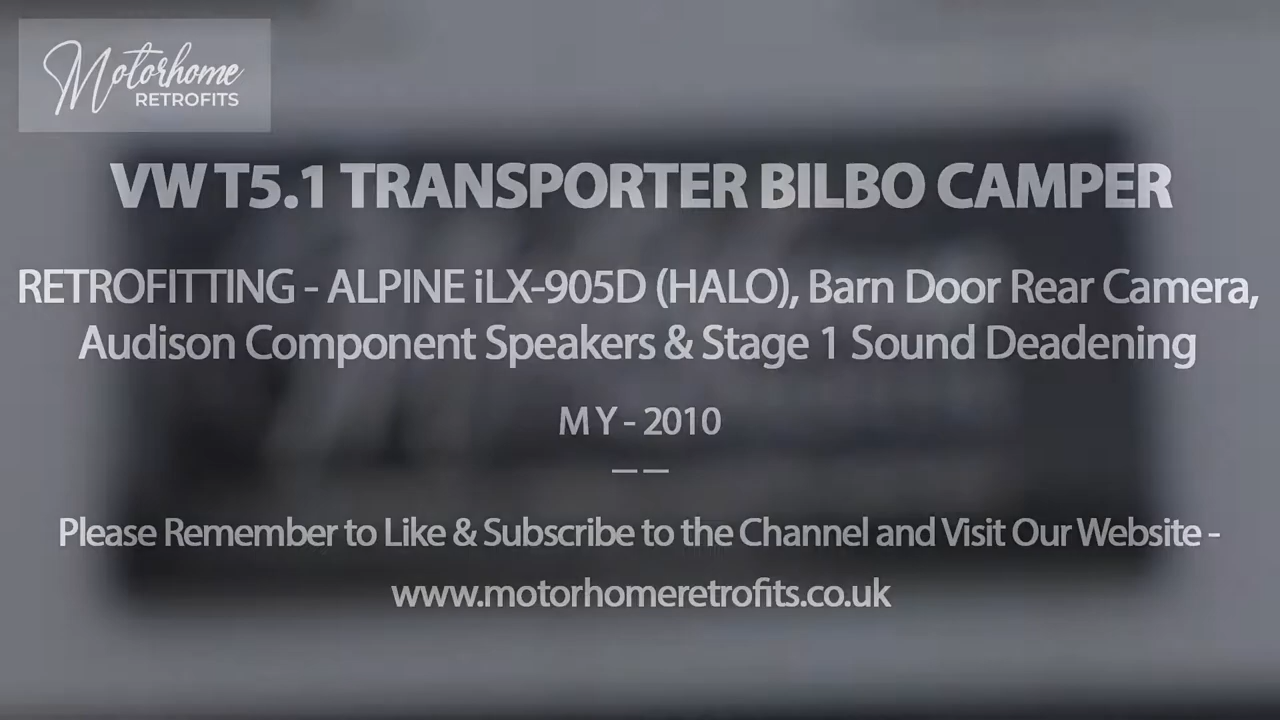 Motorhome
RETROFITS
VW T5.1 TRANSPORTER BILBO CAMPER
RETROFITTING - ALPINE iLX-905D (HALO), Barn Door Rear Camera,
Audison Component Speakers & Stage 1 Sound Deadening
M Y - 2010
— —
Please Remember to Like & Subscribe to the Channel and Visit Our Website -
www.motorhomeretrofits.co.uk